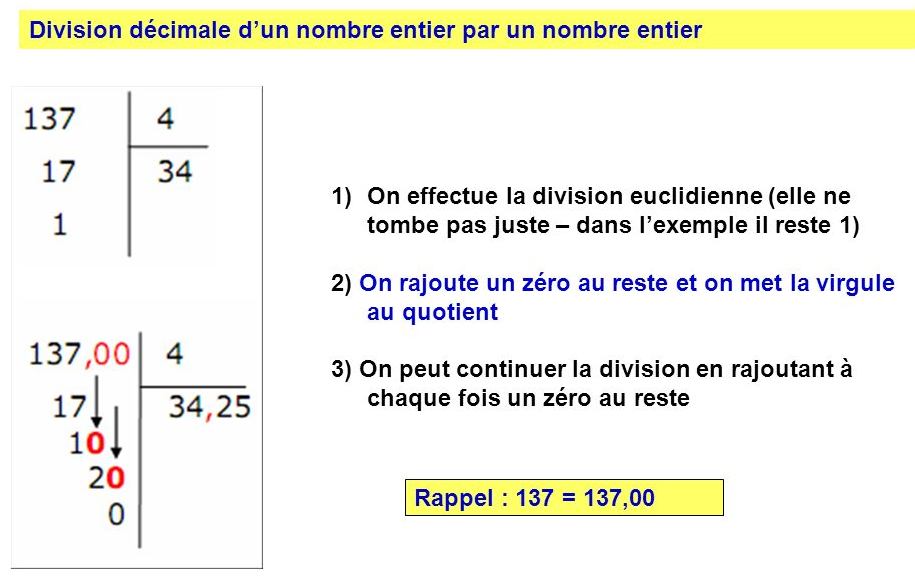 Division décimale d’un nombre entier par un nombre entier
137 4
17 34
1
1) On effectue la division euclidienne (elle ne
tombe pas juste – dans l’exemple il reste 1)
2) On rajoute un zéro au reste et on met la virgule
au quotient
3) On peut continuer la division en rajoutant à
chaque fois un zéro au reste
137,00 4
17 34,25
10
20
0
Rappel : 137 = 137,00